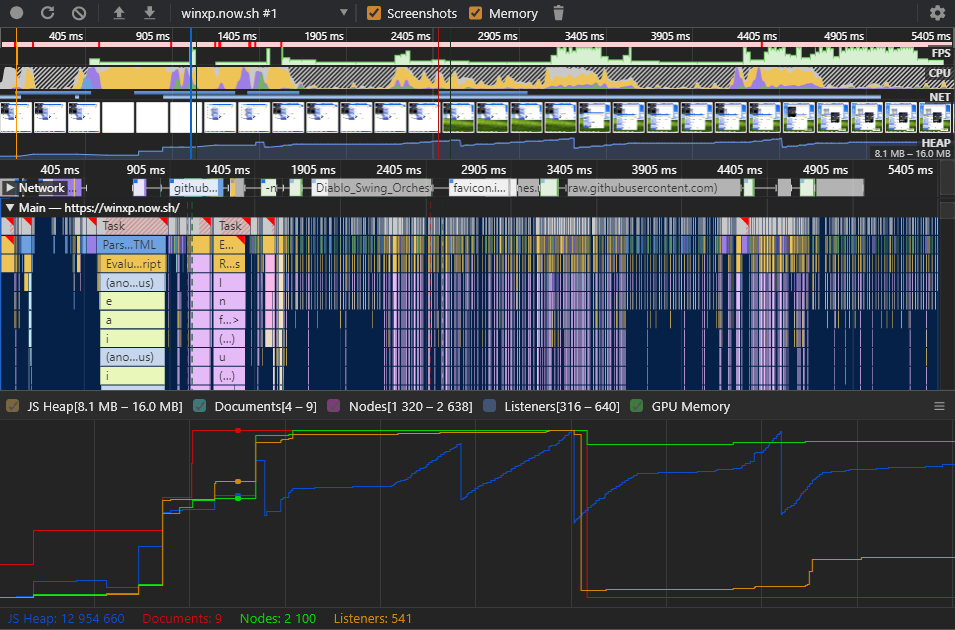 winxp.now.sh #1 Screenshots Memory
405 ms 905 ms 1405 ms 1905 ms 2405 ms 2905 ms 3405 ms 3905 ms 4405 ms 4905 ms 5405 ms
FPS
CPU
NET
HEAP
8.1 MB – 16.0 MB
405 ms 905 ms 1405 ms 1905 ms 2405 ms 2905 ms 3405 ms 3905 ms 4405 ms 4905 ms 5405 ms
Network github... -n Diablo_Swing_Orches favicon.i... nes. raw.githubusercontent.com)
Main — https://winxp.now.sh/
Task Task
Pars...TML E...
Evalu...ript R...s
(ano...us) l
e n
a f...>
i (...)
(ano...us) u
i (...)
JS Heap[8.1 MB – 16.0 MB] Documents[4 – 9] Nodes[1 320 – 2 638] Listeners[316 – 640] GPU Memory
JS Heap: 12 954 660 Documents: 9 Nodes: 2 100 Listeners: 541